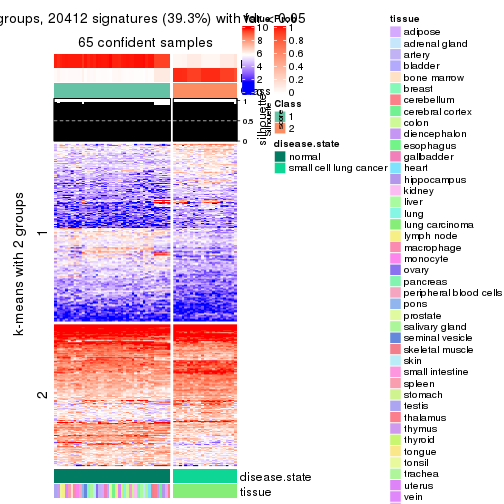 groups, 20412 signatures (39.3%) with fdr < 0.05
65 confident samples
Value
10
8
6
4
2
0
Prob
1
0.8
0.6
0.4
0.2
0
Class
silhouette
1
0.5
0
Silhouette
score
Class
1
2
disease.state
normal
small cell lung cancer
k-means with 2 groups
1
2
disease.state
tissue
tissue
adipose
adrenal gland
artery
bladder
bone marrow
breast
cerebellum
cerebral cortex
colon
diencephalon
esophagus
gallbadder
heart
hippocampus
kidney
liver
lung
lung carcinoma
lymph node
macrophage
monocyte
ovary
pancreas
peripheral blood cells
pons
prostate
salivary gland
seminal vesicle
skeletal muscle
skin
small intestine
spleen
stomach
testis
thalamus
thymus
thyroid
tongue
tonsil
trachea
uterus
vein